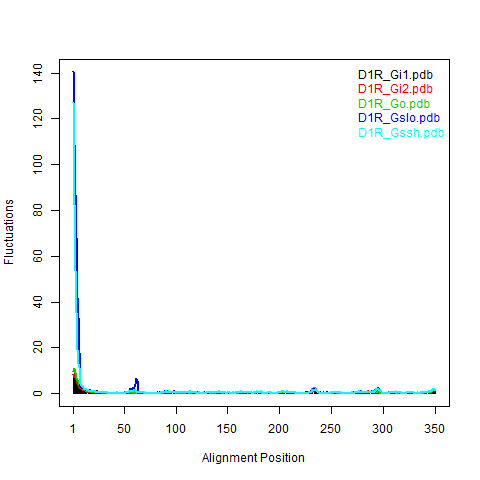 D1R_Gi1.pdb
D1R_Gi2.pdb
D1R_Go.pdb
D1R_Gslo.pdb
D1R_Gssh.pdb
Fluctuations
140
120
100
80
60
40
20
0
1 50 100 150 200 250 300 350
Alignment Position